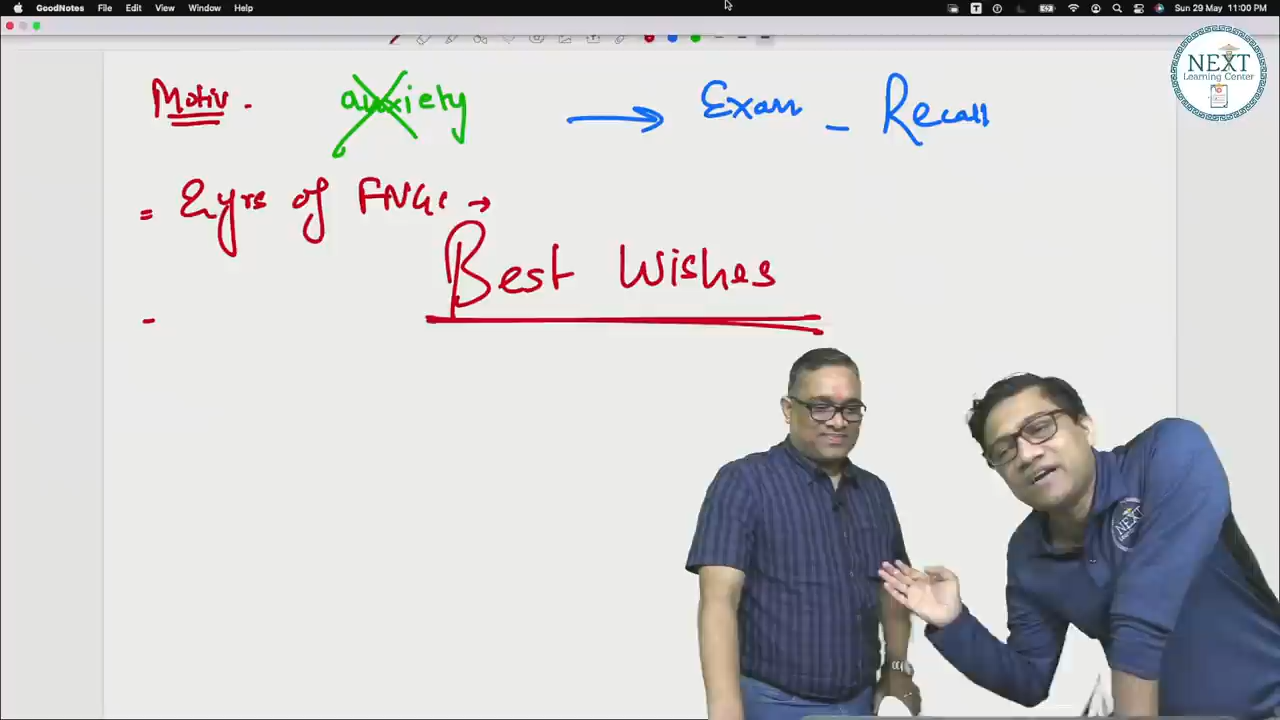 GoodNotes File Edit View Window Help Sun 29 May 11:00 PM
NEXT
Learning Center
Motiv. anxiety → Exam - Recall
= 2yrs of →
Best Wishes
-
NEXT